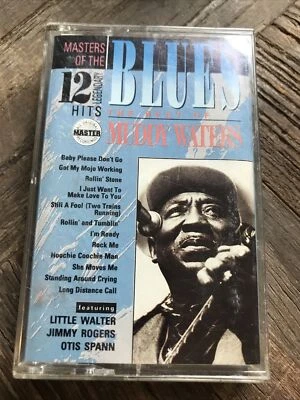 MASTERS OF THE
BLUES
12 LEGENDARY
HITS
THE BEST OF
MUDDY WATERS
MASTER
Baby Please Don't Go
Got My Mojo Working
Rollin' Stone
I Just Want To
Make Love To You
Still A Fool (Two Trains
Running)
Rollin' and Tumblin'
I'm Ready
Rock Me
Hoochie Coochie Man
She Moves Me
Standing Around Crying
Long Distance Call
featuring
LITTLE WALTER
JIMMY ROGERS
OTIS SPANN